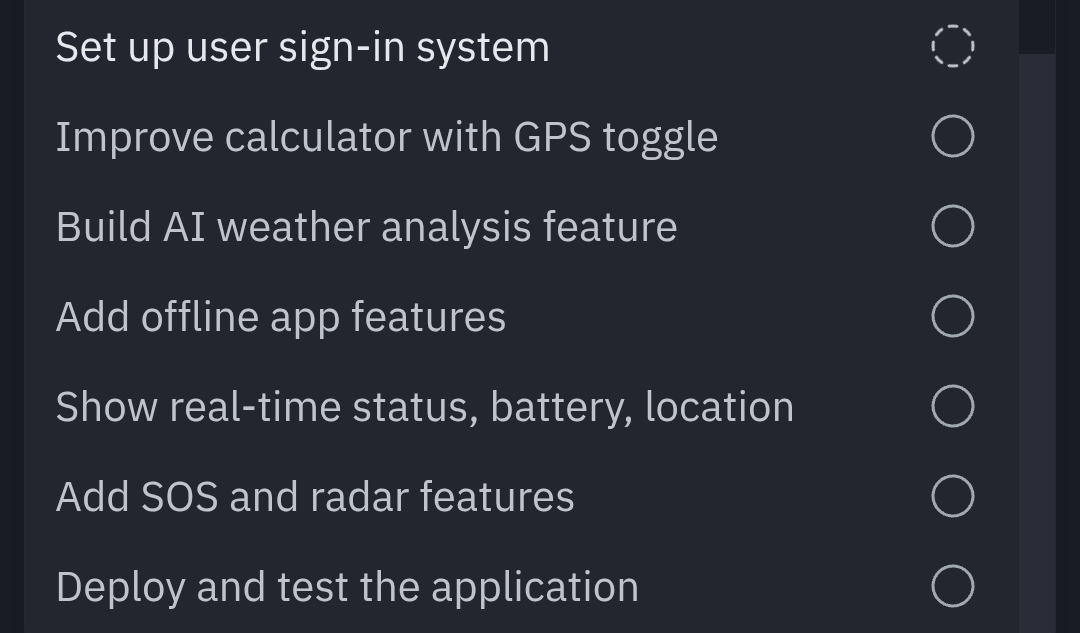 Set up user sign-in system
Improve calculator with GPS toggle
Build AI weather analysis feature
Add offline app features
Show real-time status, battery, location
Add SOS and radar features
Deploy and test the application